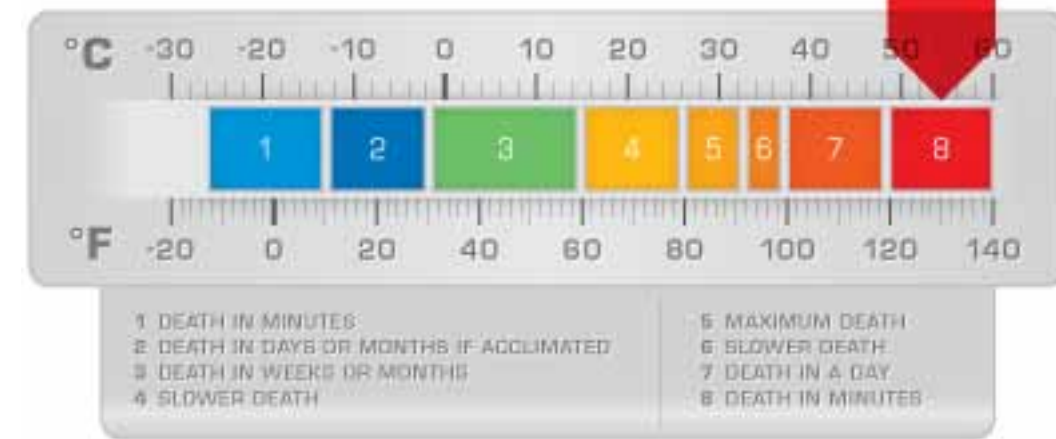 °C -30 -20 -10 0 10 20 30 40 50 60
1 2 3 4 5 6 7 8
°F -20 0 20 40 60 80 100 120 140
1 DEATH IN MINUTES
2 DEATH IN DAYS OR MONTHS IF ACCLIMATED
3 DEATH IN WEEKS OR MONTHS
4 SLOWER DEATH
5 MAXIMUM DEATH
6 SLOWER DEATH
7 DEATH IN A DAY
8 DEATH IN MINUTES